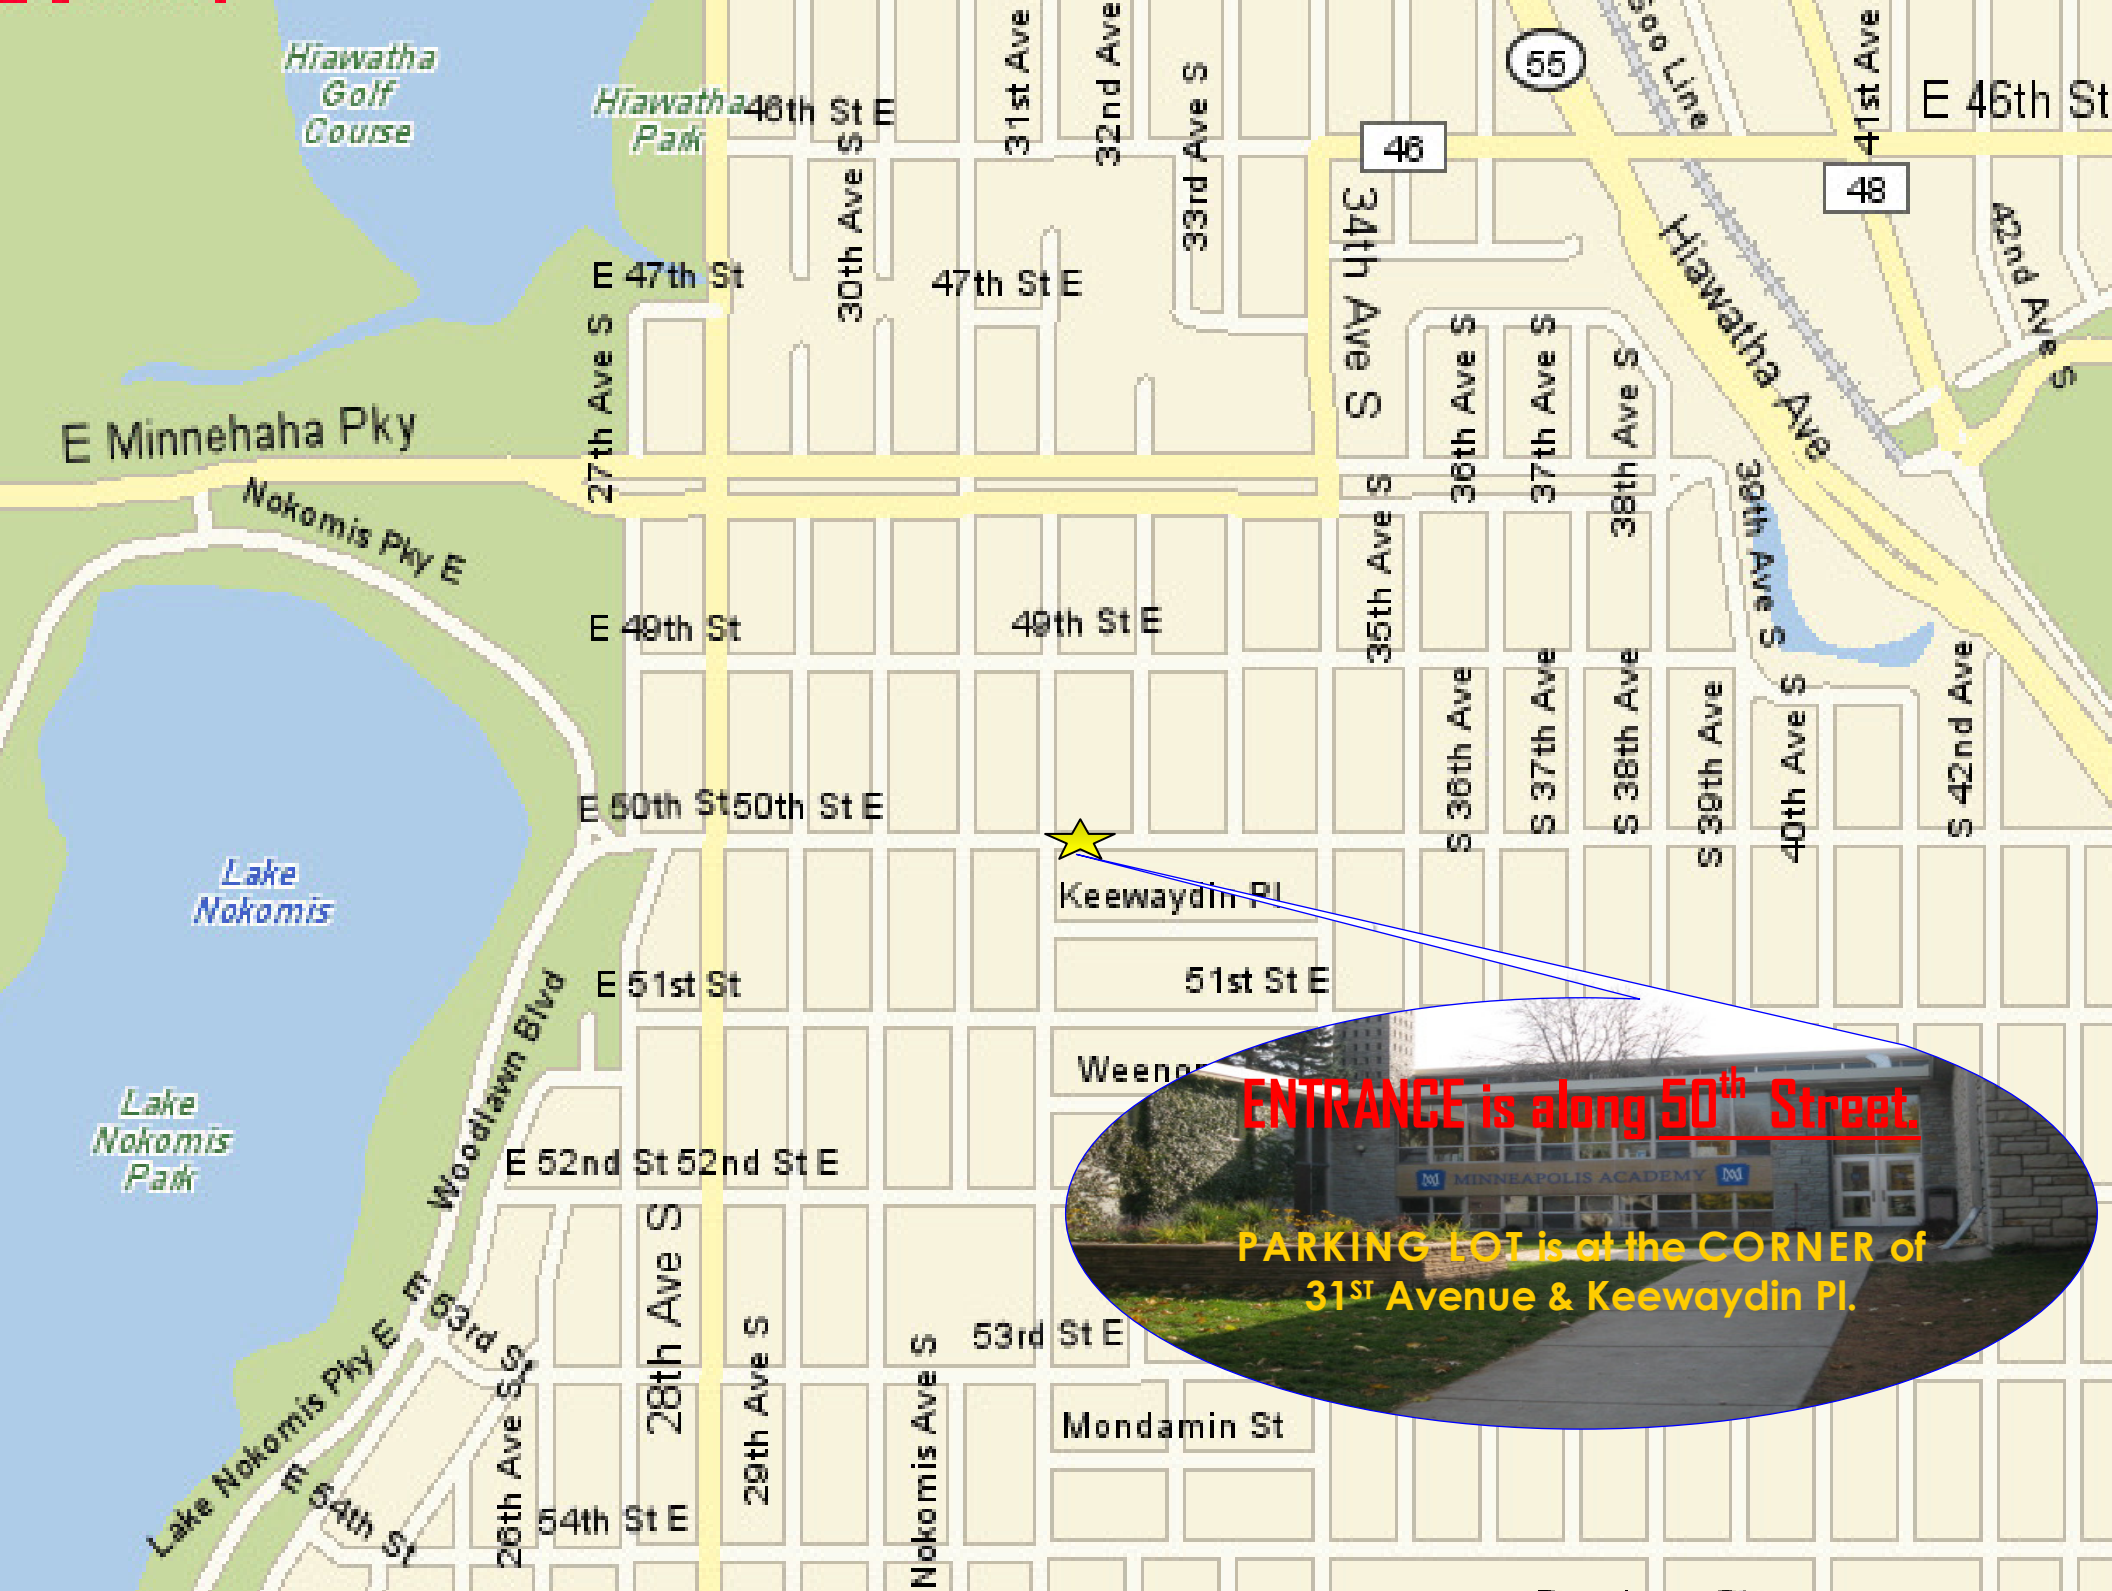 Hiawatha
Golf
Course
Hiawatha
Park
46th St E
30th Ave S
31st Ave
32nd Ave
33rd Ave S
55
Soo Line
41st Ave
E 46th St
46
48
34th Ave S
Hiawatha Ave
42nd Ave S
E 47th St
47th St E
27th Ave S
36th Ave S
37th Ave S
38th Ave S
E Minnehaha Pky
Nokomis Pky E
35th Ave S
39th Ave S
E 49th St
49th St E
S 36th Ave
S 37th Ave
S 38th Ave
S 39th Ave
40th Ave S
S 42nd Ave
E 50th St
50th St E
Lake
Nokomis
Keewaydin Pl
E 51st St
51st St E
Woodlawn Blvd
Lake
Nokomis
Park
ENTRANCE is along 50th Street.
MINNEAPOLIS ACADEMY
PARKING LOT is at the CORNER of
31ST Avenue & Keewaydin Pl.
E 52nd St
52nd St E
28th Ave S
E 53rd St
53rd St E
Lake Nokomis Pky E
26th Ave S
29th Ave S
Nokomis Ave S
Mondamin St
E 54th St
54th St E